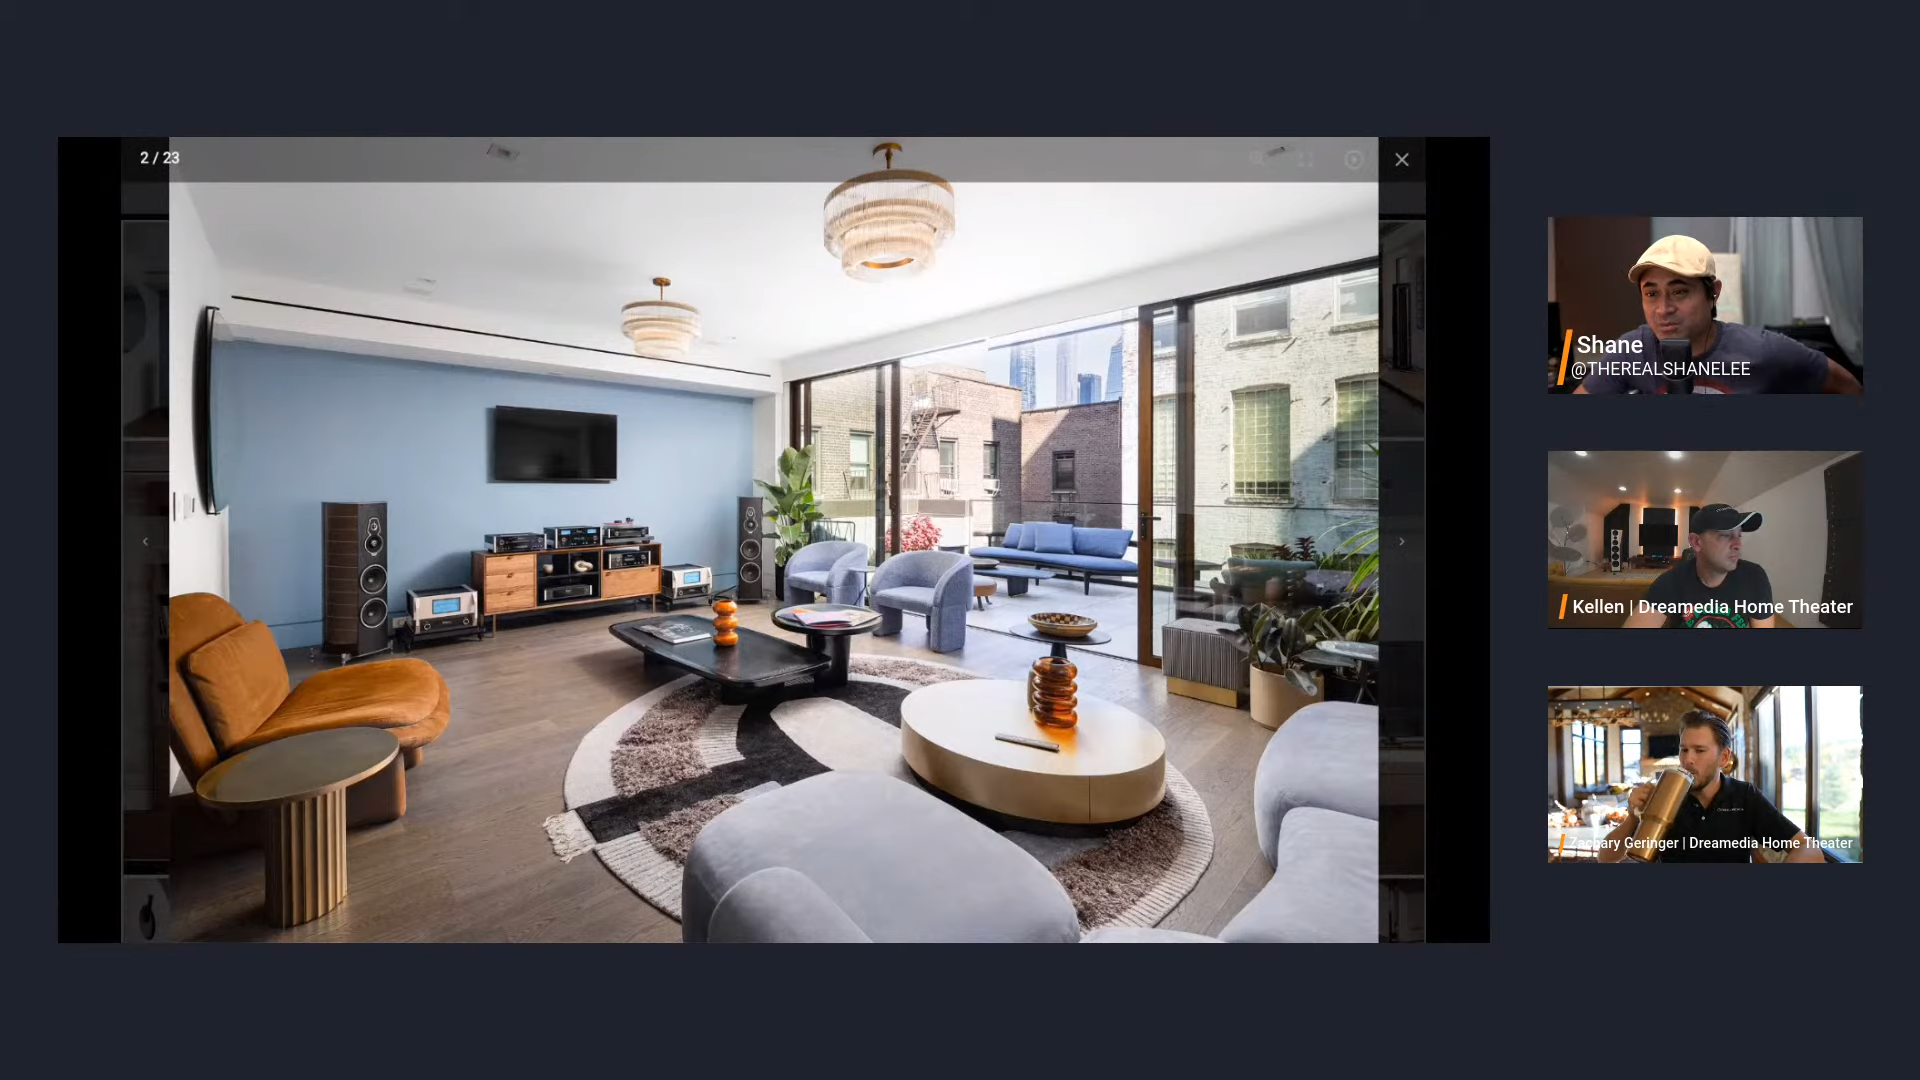 2 / 23
Shane
@THEREALSHANELEE
Kellen | Dreamedia Home Theater
Zachary Geringer | Dreamedia Home Theater